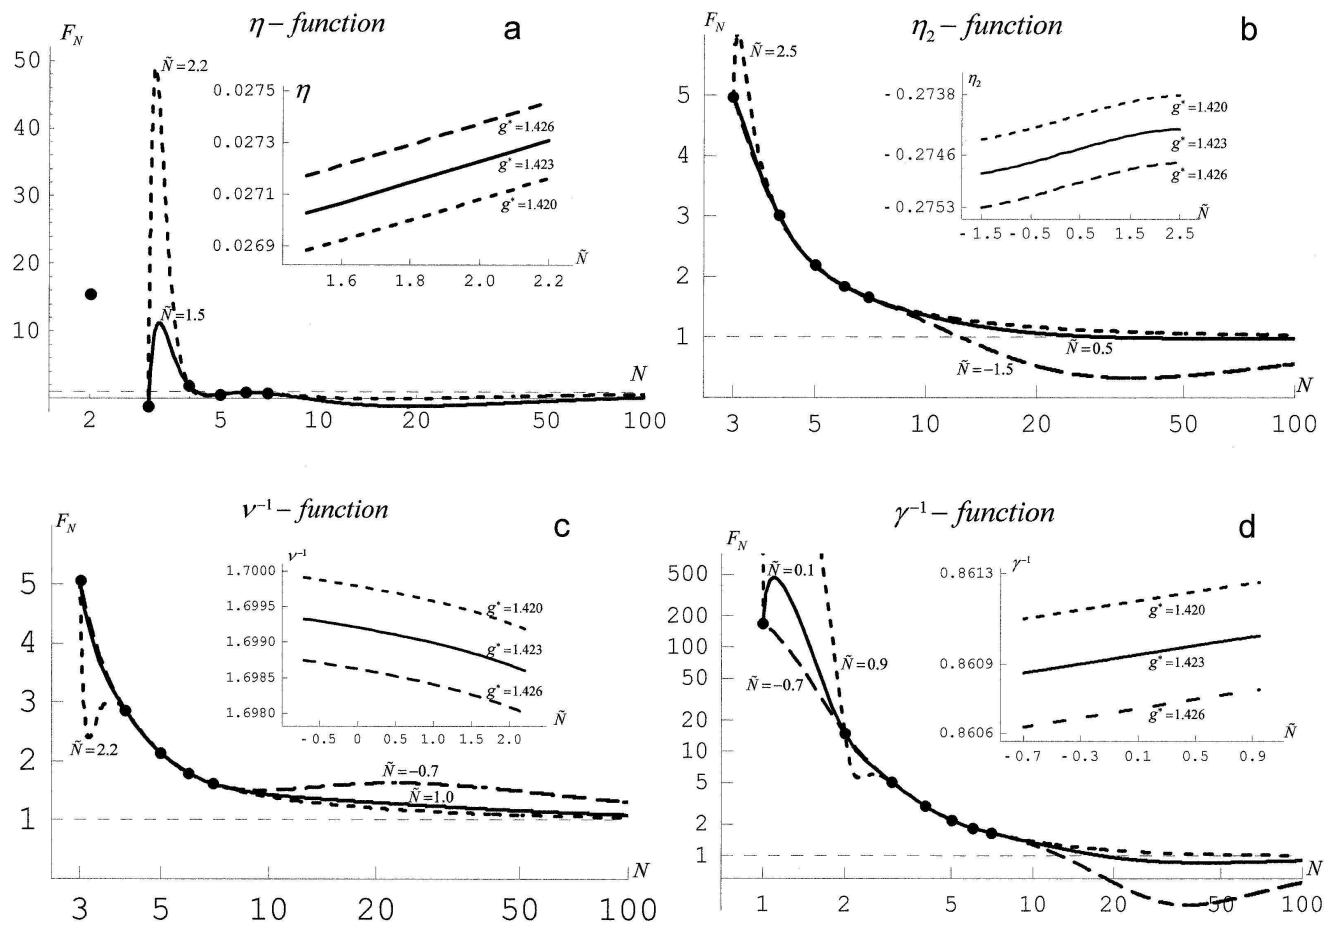 η – function
a
F_N
50
40
30
20
10
Ñ=2.2
Ñ=1.5
0.0275
0.0273
0.0271
0.0269
η
g*=1.426
g*=1.423
g*=1.420
Ñ
1.6
1.8
2.0
2.2
N
2
5
10
20
50
100
η₂ – function
b
F_N
5
4
3
2
1
Ñ=2.5
Ñ=0.5
Ñ=−1.5
η₂
-0.2738
-0.2746
-0.2753
g*=1.420
g*=1.423
g*=1.426
Ñ
-1.5
-0.5
0.5
1.5
2.5
N
3
5
10
20
50
100
ν⁻¹ – function
c
F_N
5
4
3
2
1
Ñ=2.2
Ñ=−0.7
Ñ=1.0
ν⁻¹
1.7000
1.6995
1.6990
1.6985
1.6980
g*=1.420
g*=1.423
g*=1.426
Ñ
-0.5
0
0.5
1.0
1.5
2.0
N
3
5
10
20
50
100
γ⁻¹ – function
d
F_N
500
200
100
50
20
15
10
5
2
1
Ñ=0.1
Ñ=0.9
Ñ=−0.7
γ⁻¹
0.8613
0.8609
0.8606
g*=1.420
g*=1.423
g*=1.426
Ñ
-0.7
-0.3
0.1
0.5
0.9
N
1
2
5
10
20
50
100